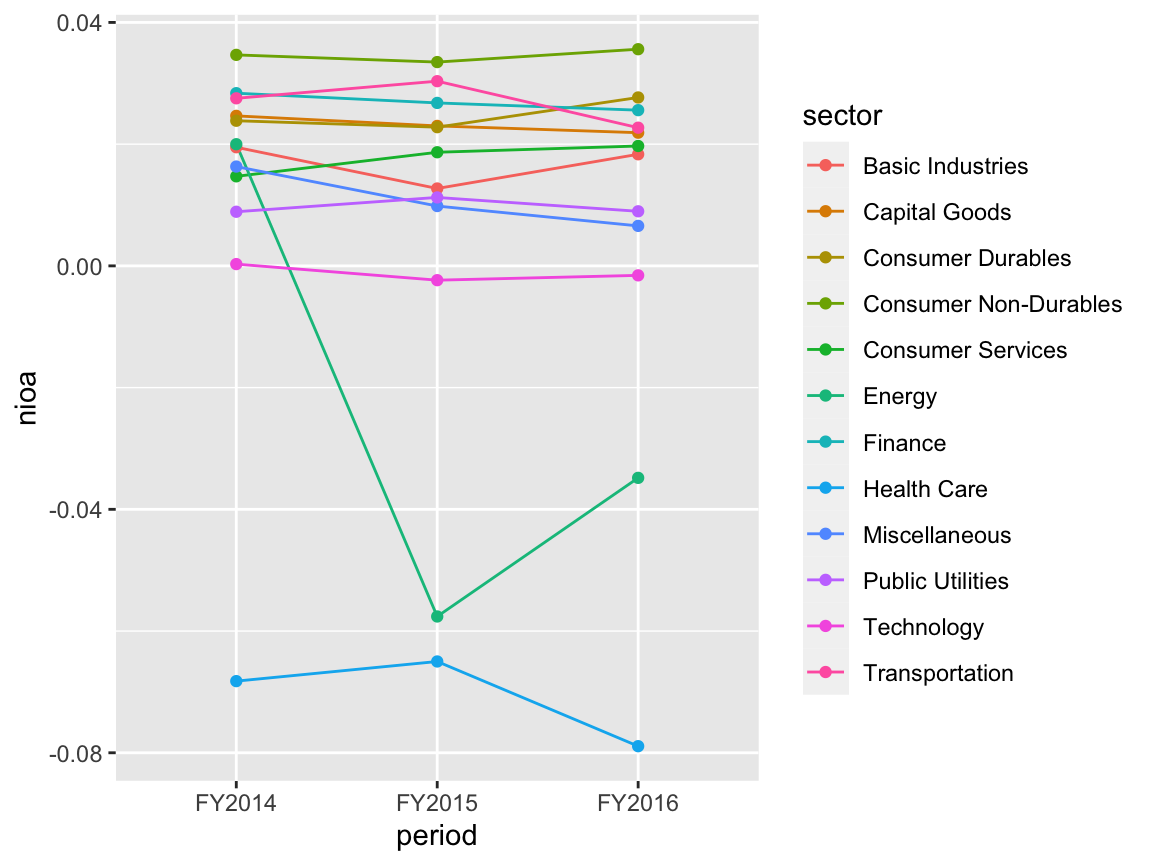 0.04
0.00
-0.04
-0.08
nioa
FY2014
FY2015
FY2016
period
sector
Basic Industries
Capital Goods
Consumer Durables
Consumer Non-Durables
Consumer Services
Energy
Finance
Health Care
Miscellaneous
Public Utilities
Technology
Transportation